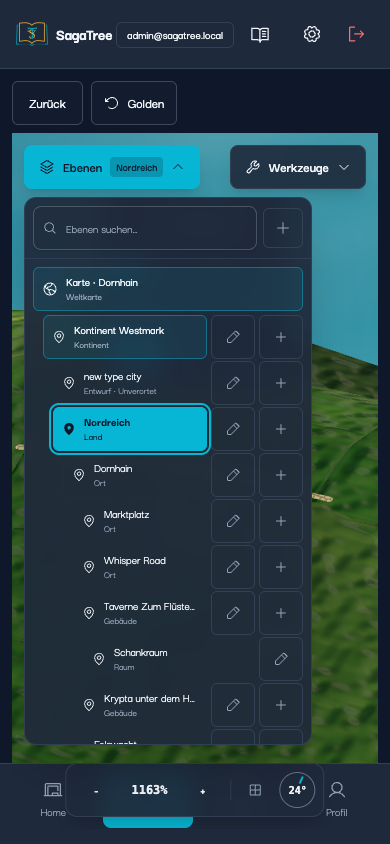 SagaTree
admin@sagatree.local
Zurück
Golden
Ebenen
Nordreich
Werkzeuge
Ebenen suchen…
Karte · Dornhain
Weltkarte
Kontinent Westmark
Kontinent
new type city
Entwurf · Unverortet
Nordreich
Land
Dornhain
Ort
Marktplatz
Ort
Whisper Road
Ort
Taverne Zum Flüste…
Gebäude
Schankraum
Raum
Krypta unter dem H…
Gebäude
- 1163% +
24°
Home
Profil